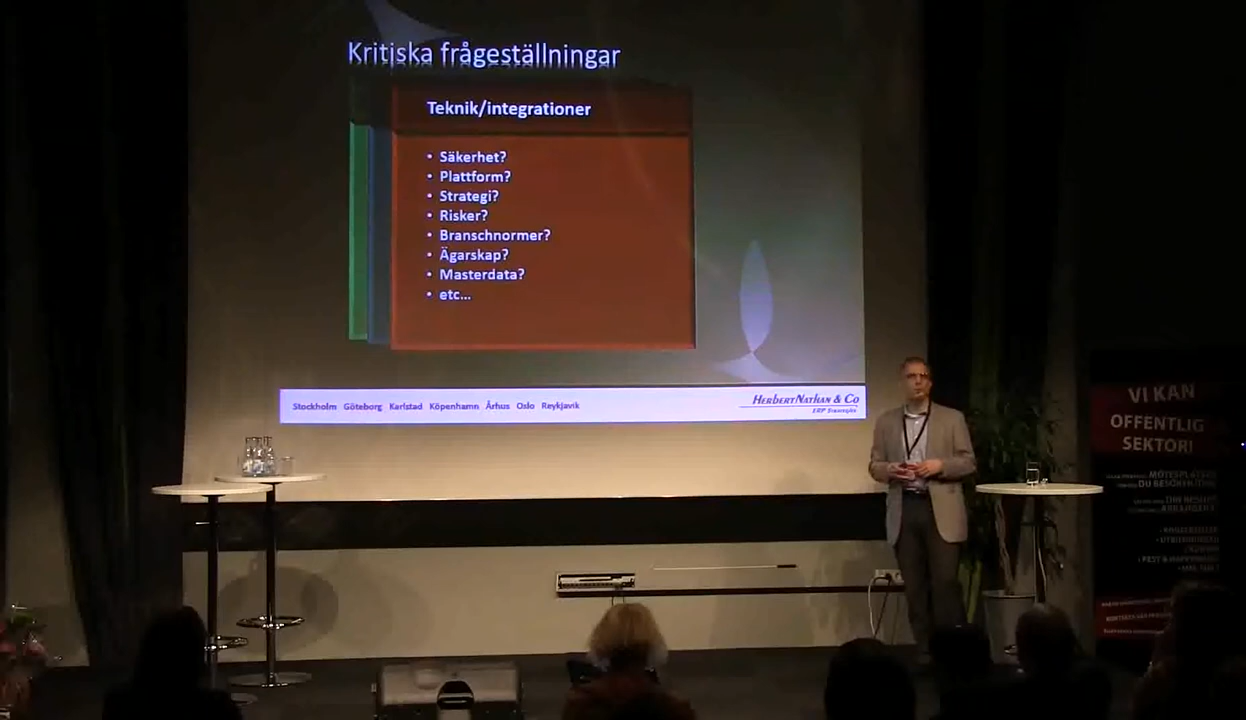 Kritiska frågeställningar
Teknik/integrationer
• Säkerhet?
• Plattform?
• Strategi?
• Risker?
• Branschnormer?
• Ägarskap?
• Masterdata?
• etc...
Stockholm Göteborg Karlstad Köpenhamn Århus Oslo Reykjavik
HERBERTNATHAN & CO
VI KAN
OFFENTLIG
SEKTOR!
MÖTESPLATSEN